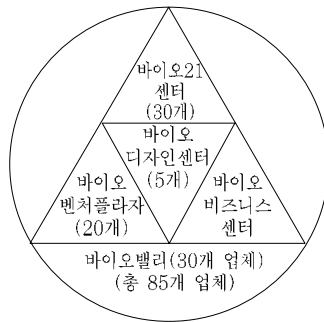 바이오21
센터
(30개)
바이오
디자인센터
(5개)
바이오
벤처플라자
(20개)
바이오
비즈니스
센터
바이오밸리(30개 업체)
(총 85개 업체)